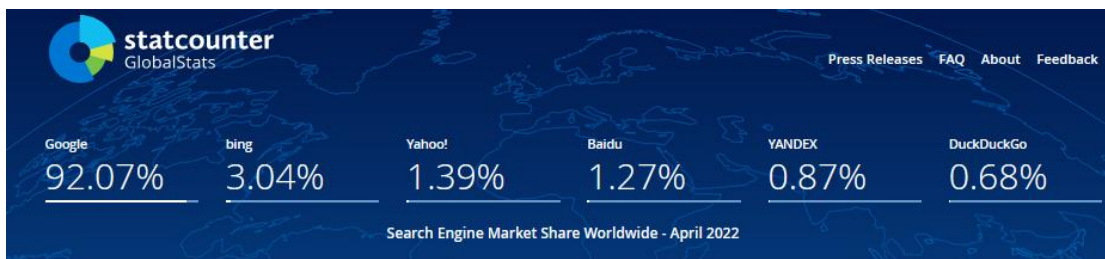 statcounter
GlobalStats
Press Releases FAQ About Feedback
Google bing Yahoo! Baidu YANDEX DuckDuckGo
92.07% 3.04% 1.39% 1.27% 0.87% 0.68%
Search Engine Market Share Worldwide - April 2022